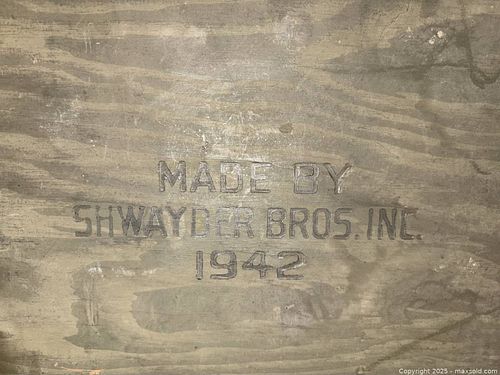 MADE BY
SHWAYDER BROS. INC.
1942
Copyright 2025 - maxsold.com